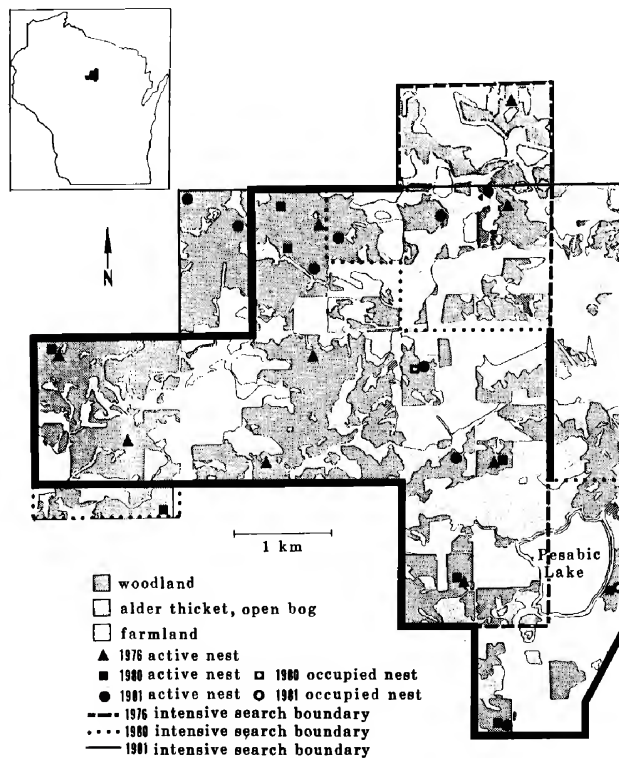 N
1 km
Pesabic
Lake
woodland
alder thicket, open bog
farmland
1976 active nest
1980 active nest 1980 occupied nest
1981 active nest 1981 occupied nest
1976 intensive search boundary
1980 intensive search boundary
1981 intensive search boundary